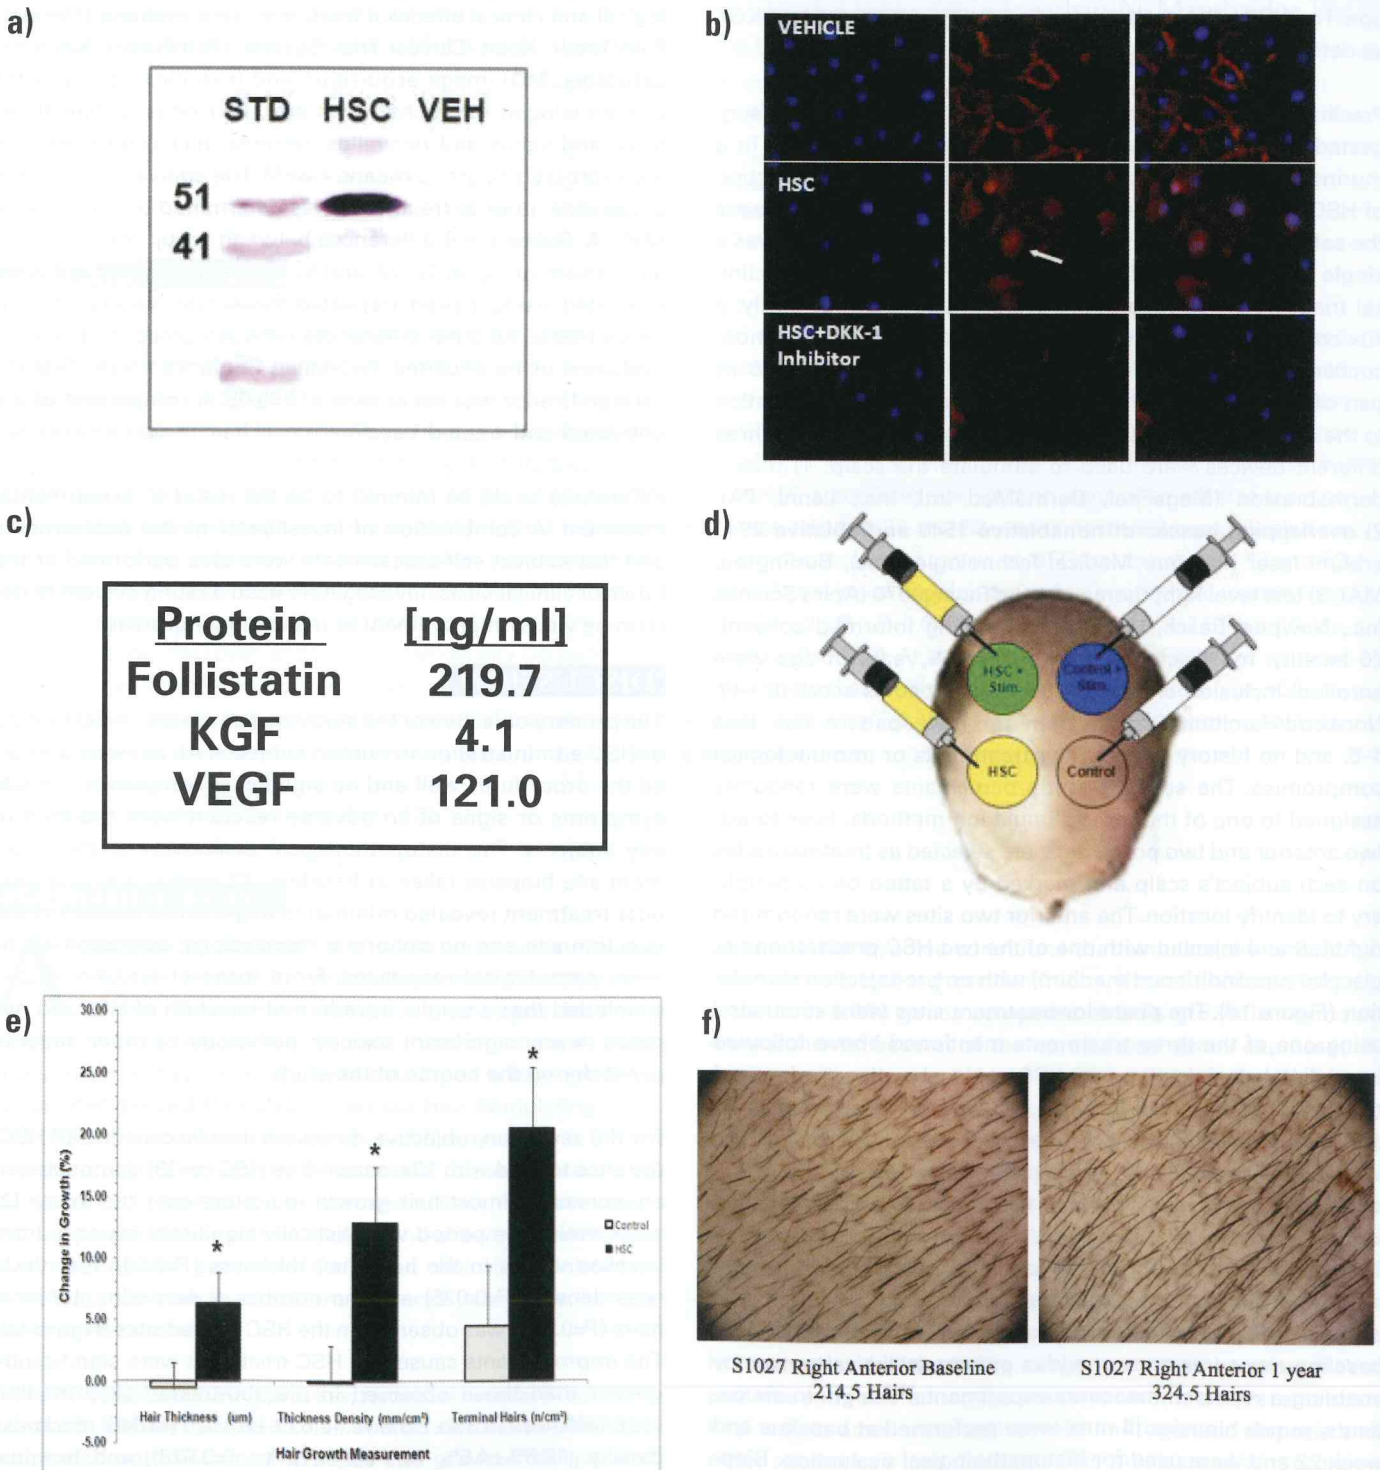 a)
STD HSC VEH
51
41
b)
VEHICLE
HSC
HSC+DKK-1
Inhibitor
c)
Protein [ng/ml]
Follistatin 219.7
KGF 4.1
VEGF 121.0
d)
HSC +
Stim.
Control +
Stim.
HSC
Control
e)
30.00
25.00
20.00
15.00
10.00
5.00
0.00
-5.00
Change in Growth (%)
*
*
*
Control
HSC
Hair Thickness (um) Thickness Density (mm/cm²) Terminal Hairs (n/cm²)
Hair Growth Measurement
f)
S1027 Right Anterior Baseline
214.5 Hairs
S1027 Right Anterior 1 year
324.5 Hairs